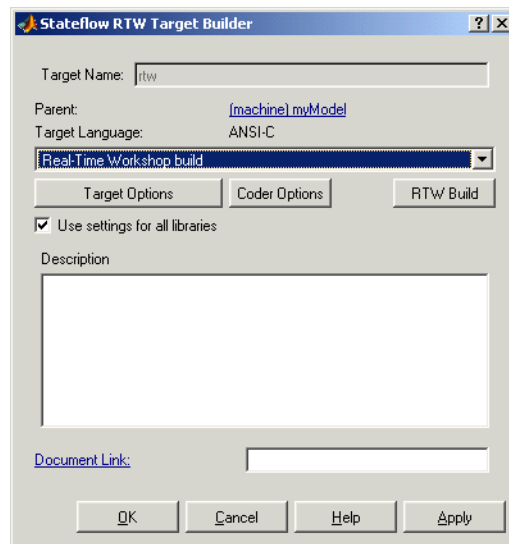 Stateflow RTW Target Builder
Target Name: rtw
Parent: (machine) myModel
Target Language: ANSI-C
Real-Time Workshop build
Target Options Coder Options RTW Build
Use settings for all libraries
Description
Document Link:
OK Cancel Help Apply